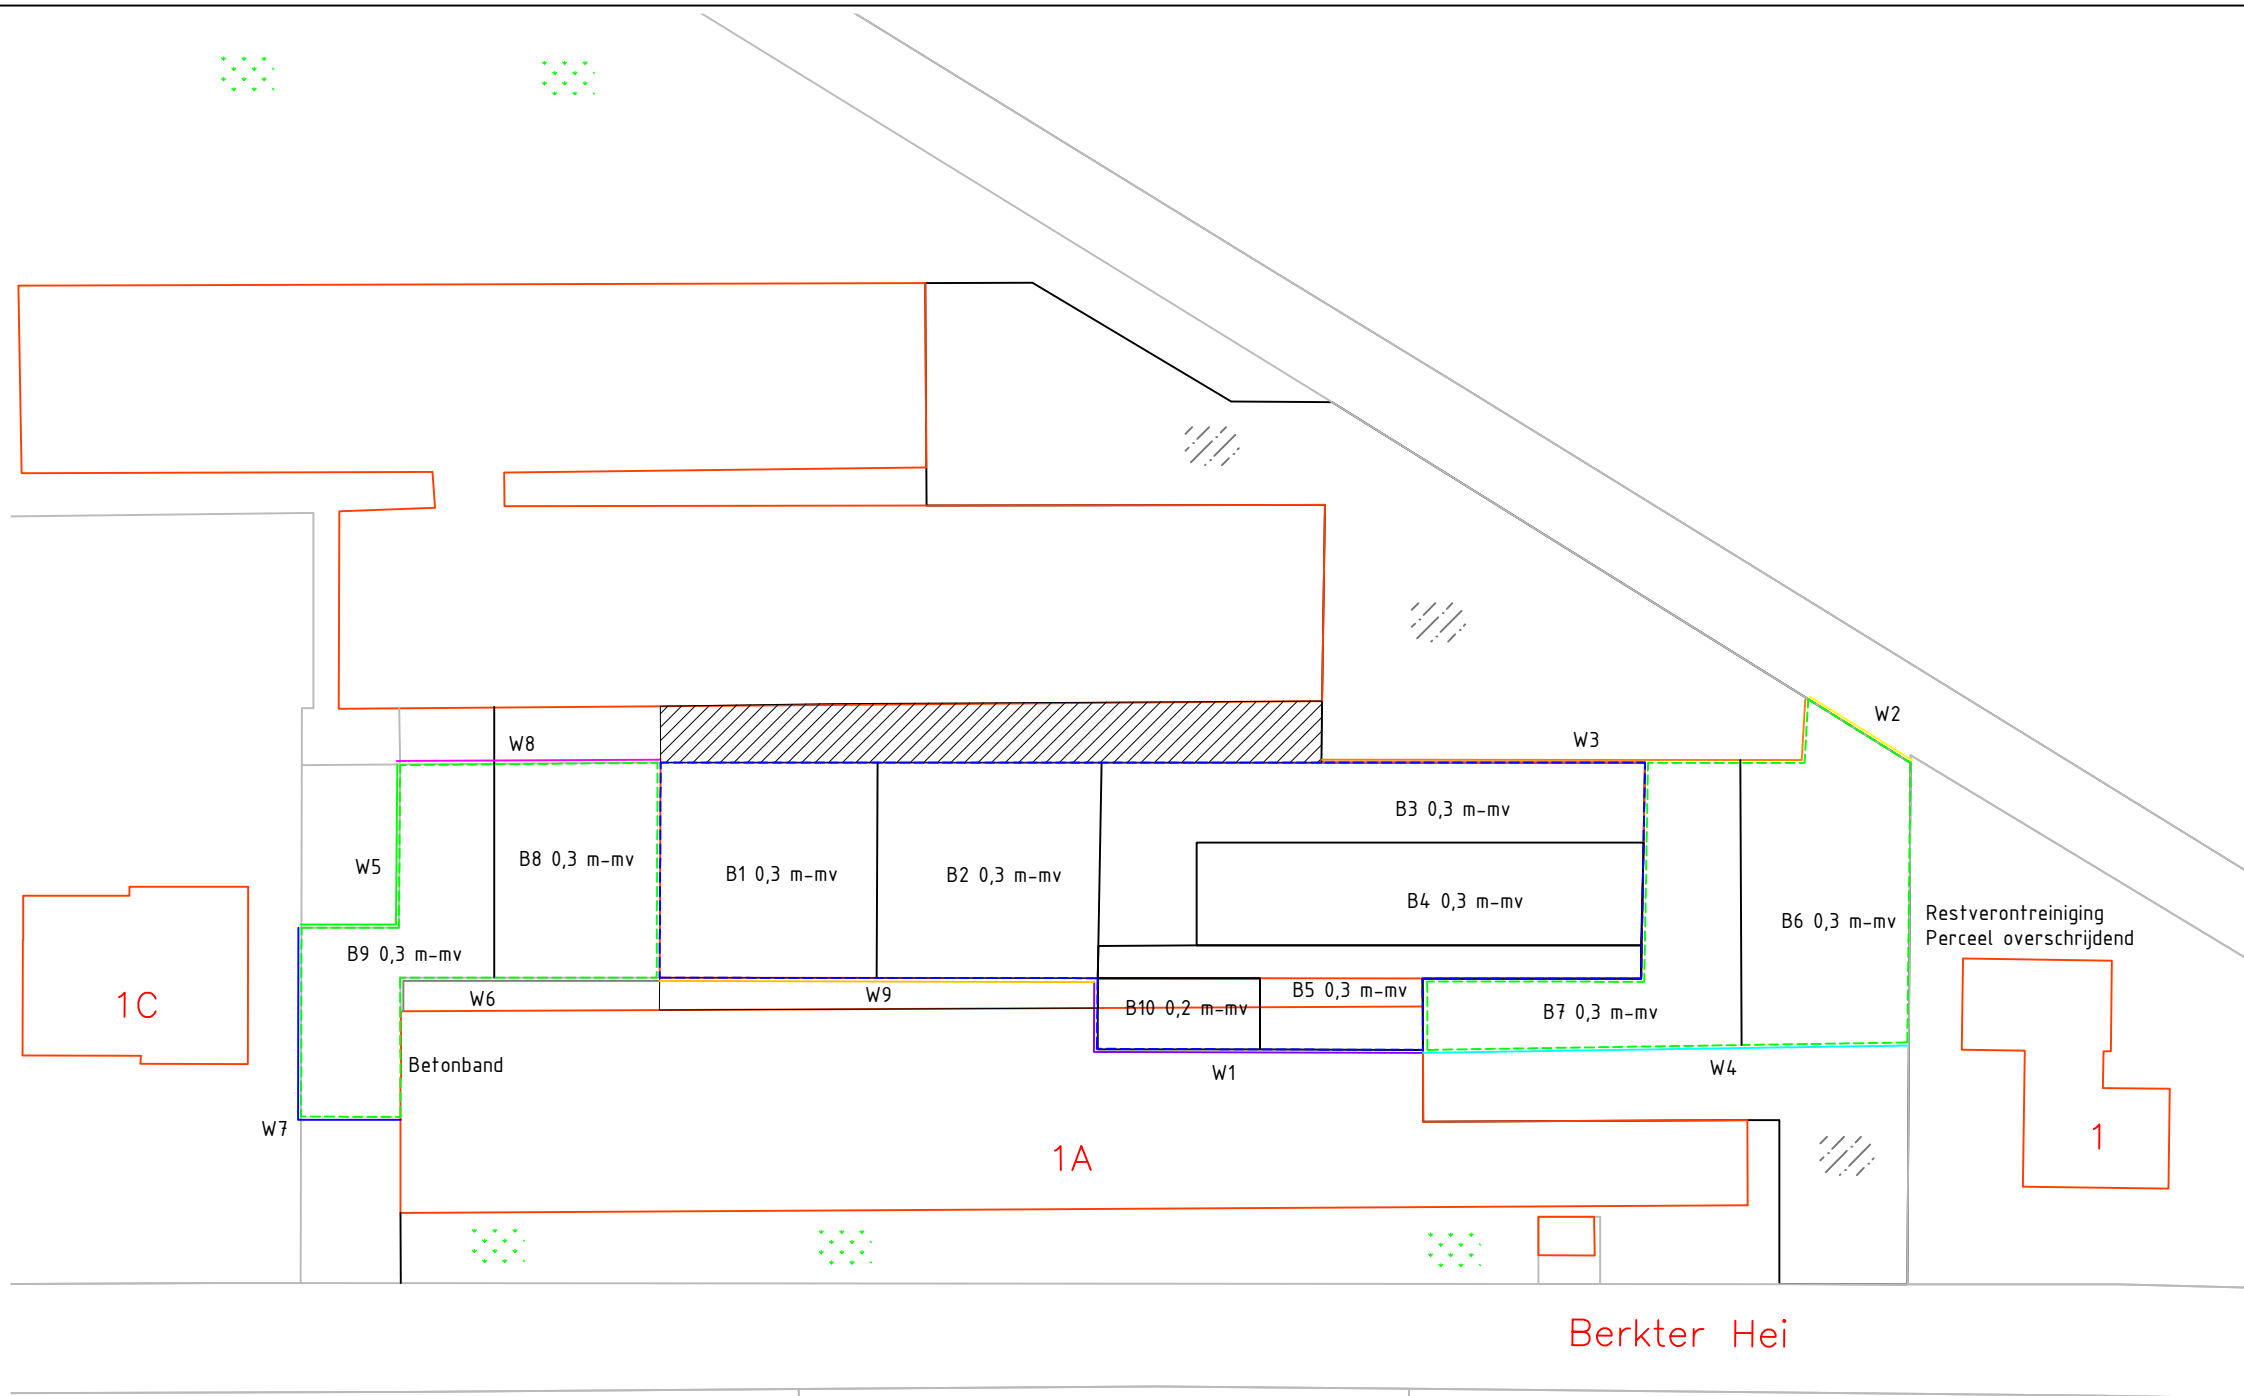 W2
W3
W8
B3 0,3 m-mv
B8 0,3 m-mv
W5
B1 0,3 m-mv
B2 0,3 m-mv
B4 0,3 m-mv
Restverontreiniging
B6 0,3 m-mv
Perceel overschrijdend
B9 0,3 m-mv
1C
W6
W9
B5 0,3 m-mv
B10 0,2 m-mv
B7 0,3 m-mv
Betonband
W1
W4
W7
1A
1
Berkter Hei